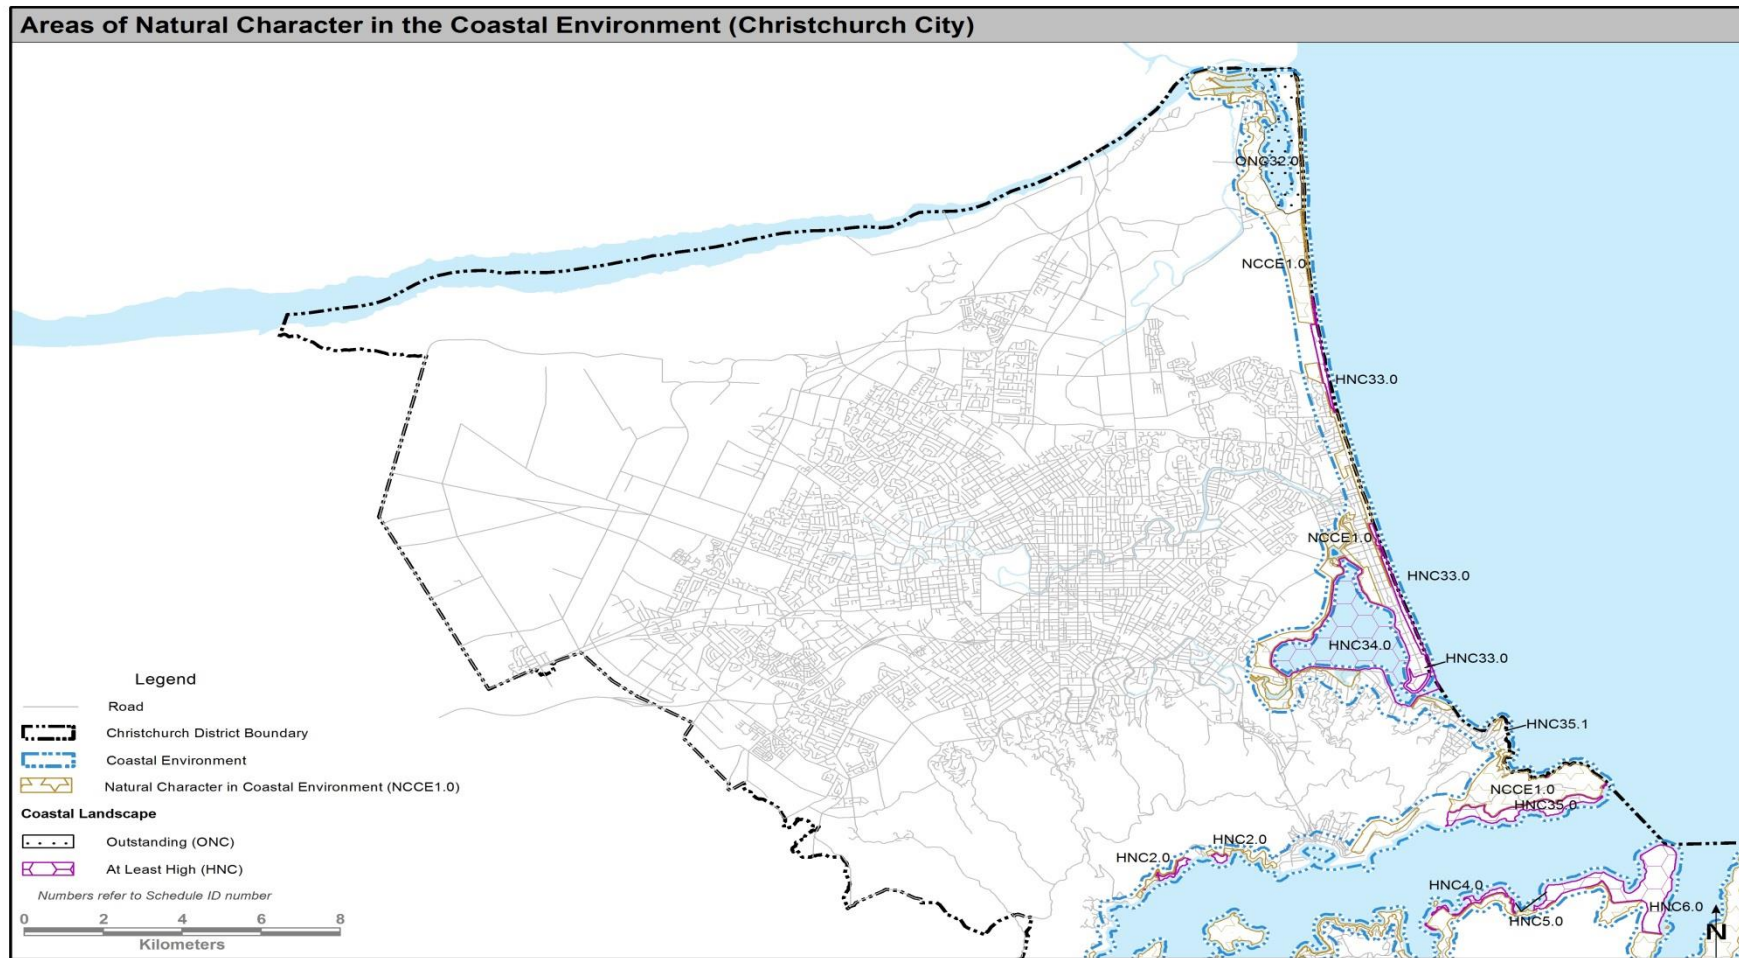 Areas of Natural Character in the Coastal Environment (Christchurch City)
ONC32.0
NCCE1.0
HNC33.0
NCCE1.0
HNC33.0
HNC34.0
HNC33.0
HNC35.1
NCCE1.0
HNC35.0
HNC2.0
HNC2.0
HNC4.0
HNC5.0
HNC6.0
N
Legend
Road
Christchurch District Boundary
Coastal Environment
Natural Character in Coastal Environment (NCCE1.0)
Coastal Landscape
Outstanding (ONC)
At Least High (HNC)
Numbers refer to Schedule ID number
0 2 4 6 8
Kilometers